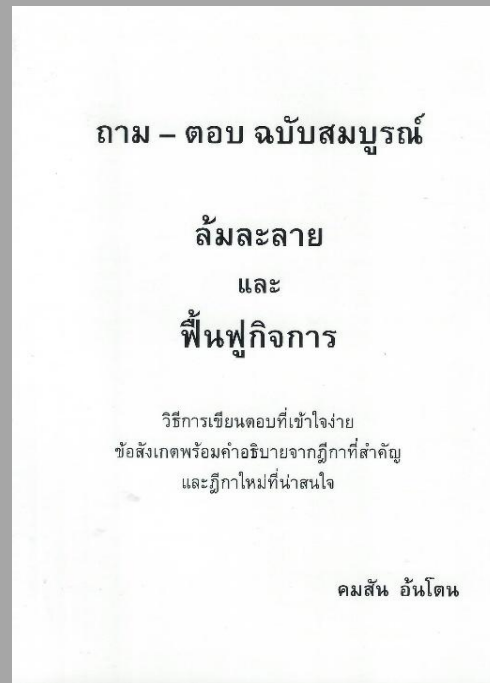 ถาม – ตอบ ฉบับสมบูรณ์
ล้มละลาย
และ
ฟื้นฟูกิจการ
วิธีการเขียนตอบที่เข้าใจง่าย
ข้อสังเกตพร้อมคำอธิบายจากฎีกาที่สำคัญ
และฎีกาใหม่ที่น่าสนใจ
คมสัน อ้นโตน